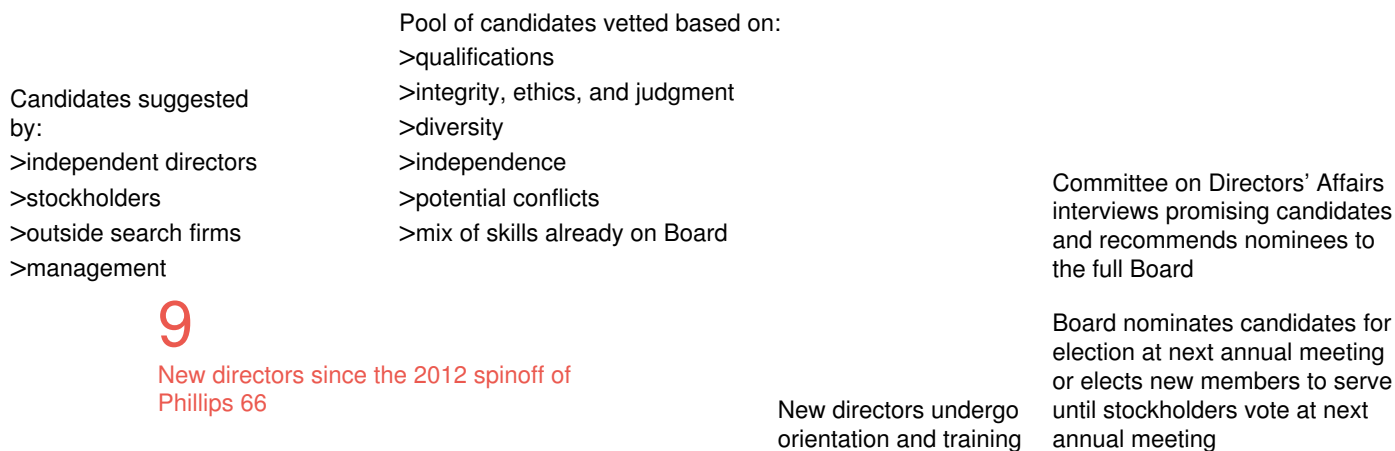 Candidates suggested
by:
>independent directors
>stockholders
>outside search firms
>management
Pool of candidates vetted based on:
>qualifications
>integrity, ethics, and judgment
>diversity
>independence
>potential conflicts
>mix of skills already on Board
Committee on Directors’ Affairs
interviews promising candidates
and recommends nominees to
the full Board
Board nominates candidates for
election at next annual meeting
or elects new members to serve
until stockholders vote at next
annual meeting
New directors undergo
orientation and training
9
New directors since the 2012 spinoff of
Phillips 66